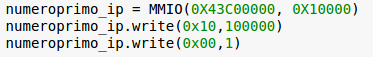 numeroprimo_ip = MMIO(0X43C00000, 0X10000)
numeroprimo_ip.write(0x10,100000)
numeroprimo_ip.write(0x00,1)